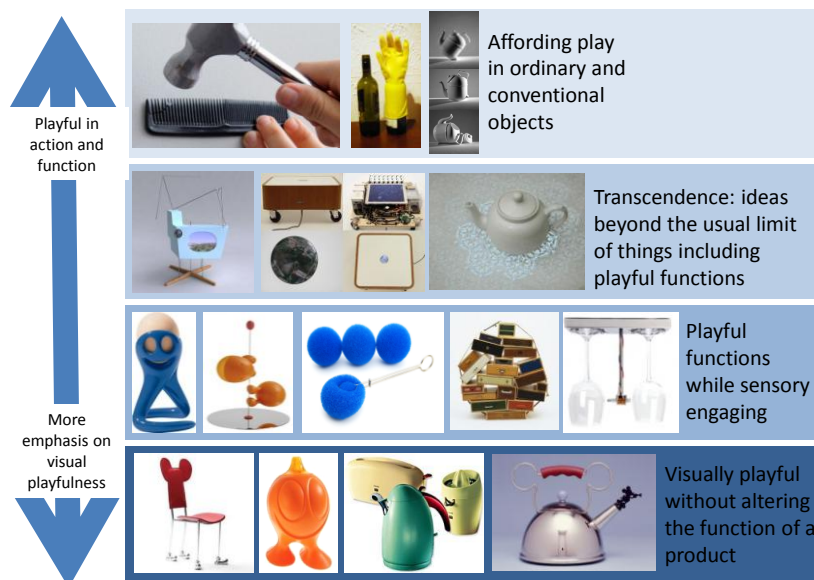 Affording play
in ordinary and
conventional
objects
Playful in
action and
function
Transcendence: ideas
beyond the usual limit
of things including
playful functions
Playful
functions
while sensory
engaging
More
emphasis on
visual
playfulness
Visually playful
without altering
the function of a
product